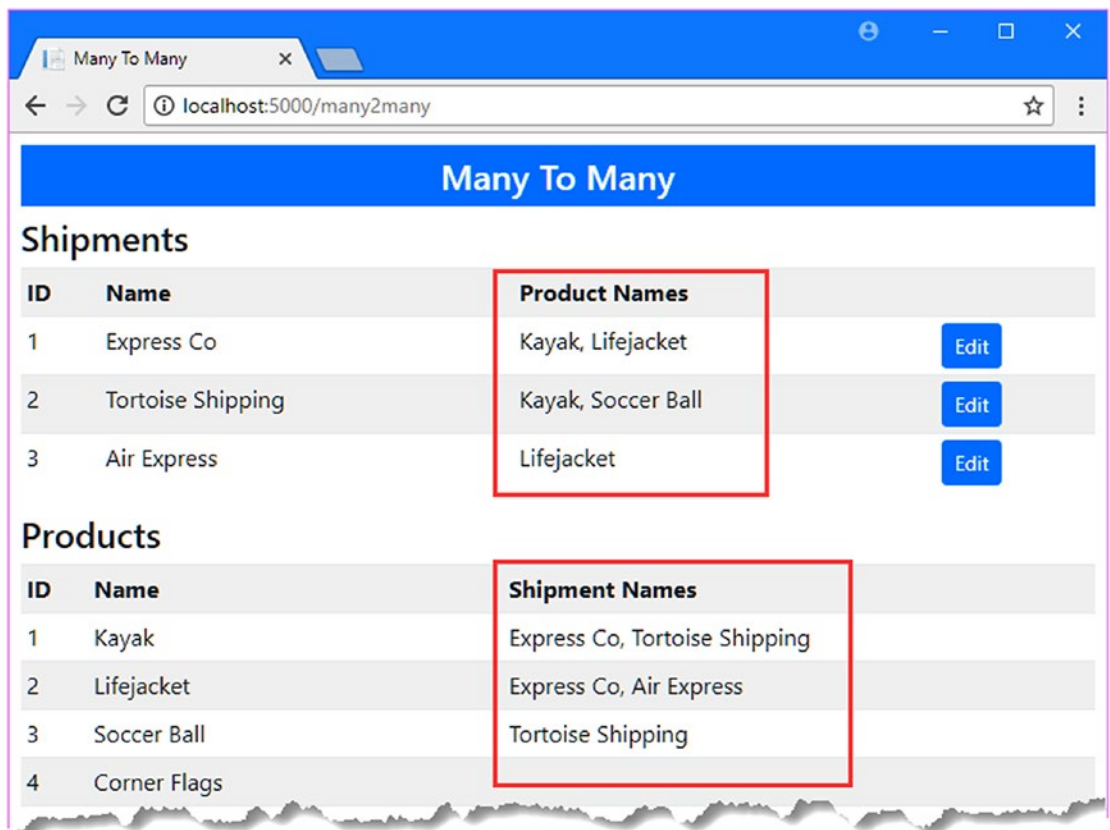 Many To Many
localhost:5000/many2many
Many To Many
Shipments
ID Name Product Names
1 Express Co Kayak, Lifejacket Edit
2 Tortoise Shipping Kayak, Soccer Ball Edit
3 Air Express Lifejacket Edit
Products
ID Name Shipment Names
1 Kayak Express Co, Tortoise Shipping
2 Lifejacket Express Co, Air Express
3 Soccer Ball Tortoise Shipping
4 Corner Flags